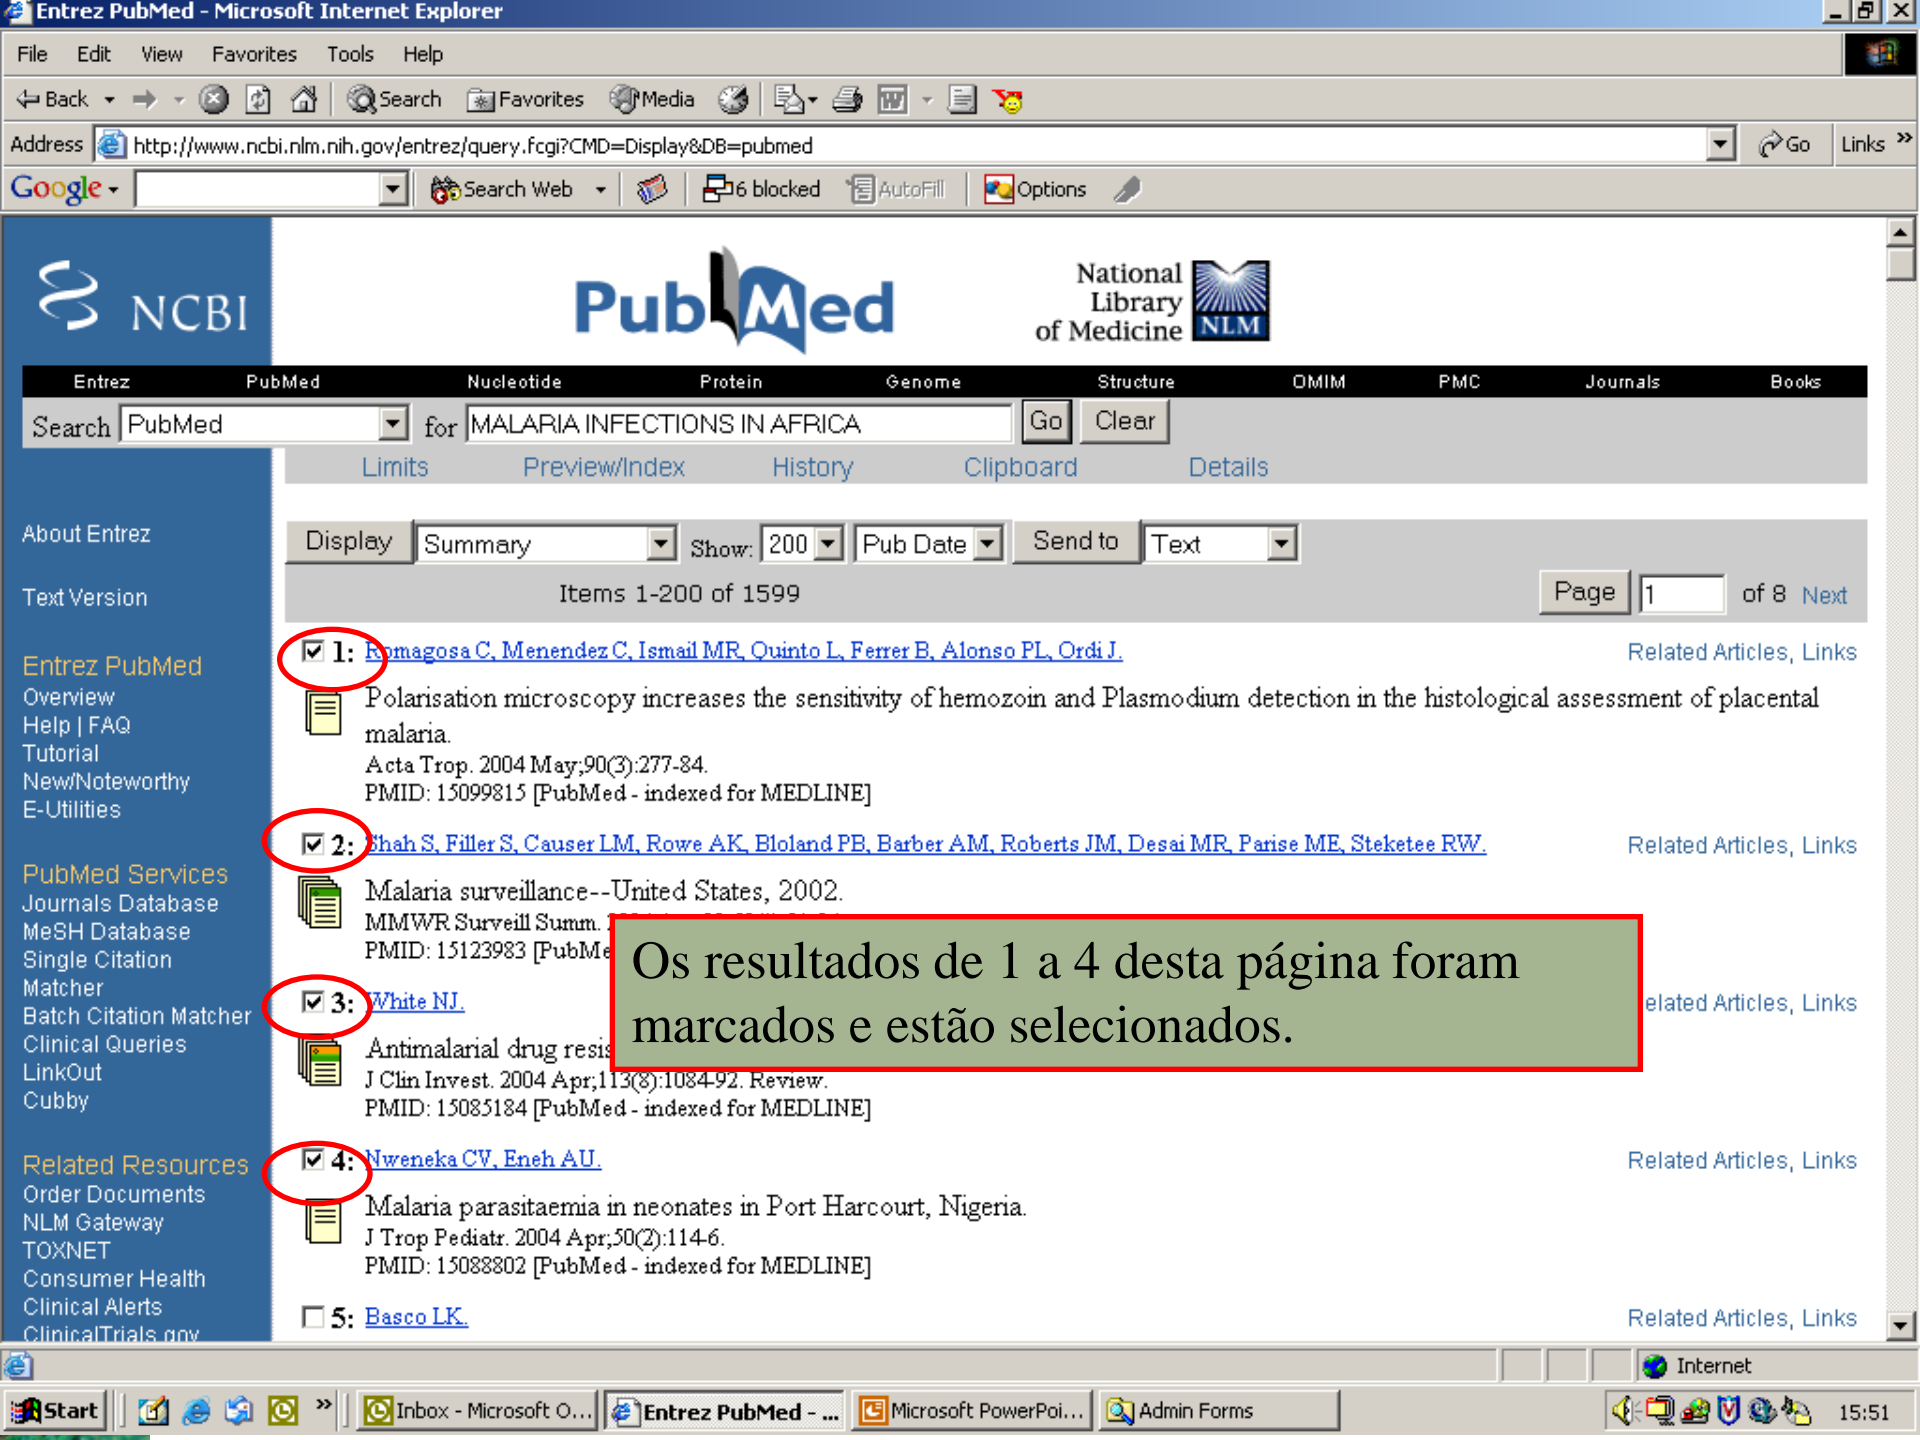 Entrez PubMed - Microsoft Internet Explorer
File Edit View Favorites Tools Help
Back Search Favorites Media
Address http://www.ncbi.nlm.nih.gov/entrez/query.fcgi?CMD=Display&DB=pubmed Go Links »
Google Search Web 6 blocked AutoFill Options
NCBI PubMed National Library of Medicine NLM
Entrez PubMed Nucleotide Protein Genome Structure OMIM PMC Journals Books
Search PubMed for MALARIA INFECTIONS IN AFRICA Go Clear
Limits Preview/Index History Clipboard Details
About Entrez
Text Version
Entrez PubMed
Overview
Help | FAQ
Tutorial
New/Noteworthy
E-Utilities
PubMed Services
Journals Database
MeSH Database
Single Citation
Matcher
Batch Citation Matcher
Clinical Queries
LinkOut
Cubby
Related Resources
Order Documents
NLM Gateway
TOXNET
Consumer Health
Clinical Alerts
ClinicalTrials.gov
Display Summary Show: 200 Pub Date Send to Text
Items 1-200 of 1599 Page 1 of 8 Next
1: Romagosa C, Menendez C, Ismail MR, Quinto L, Ferrer B, Alonso PL, Ordi J. Related Articles, Links
Polarisation microscopy increases the sensitivity of hemozoin and Plasmodium detection in the histological assessment of placental
malaria.
Acta Trop. 2004 May;90(3):277-84.
PMID: 15099815 [PubMed - indexed for MEDLINE]
2: Shah S, Filler S, Causer LM, Rowe AK, Bloland PB, Barber AM, Roberts JM, Desai MR, Parise ME, Steketee RW. Related Articles, Links
Malaria surveillance--United States, 2002.
MMWR Surveill Summ.
PMID: 15123983 [PubMe
Os resultados de 1 a 4 desta página foram
marcados e estão selecionados.
3: White NJ. elated Articles, Links
Antimalarial drug resis
J Clin Invest. 2004 Apr;113(8):1084-92. Review.
PMID: 15085184 [PubMed - indexed for MEDLINE]
4: Nweneka CV, Eneh AU. Related Articles, Links
Malaria parasitaemia in neonates in Port Harcourt, Nigeria.
J Trop Pediatr. 2004 Apr;50(2):114-6.
PMID: 15088802 [PubMed - indexed for MEDLINE]
5: Basco LK. Related Articles, Links
Internet
Start » Inbox - Microsoft O... Entrez PubMed - ... Microsoft PowerPoi... Admin Forms 15:51